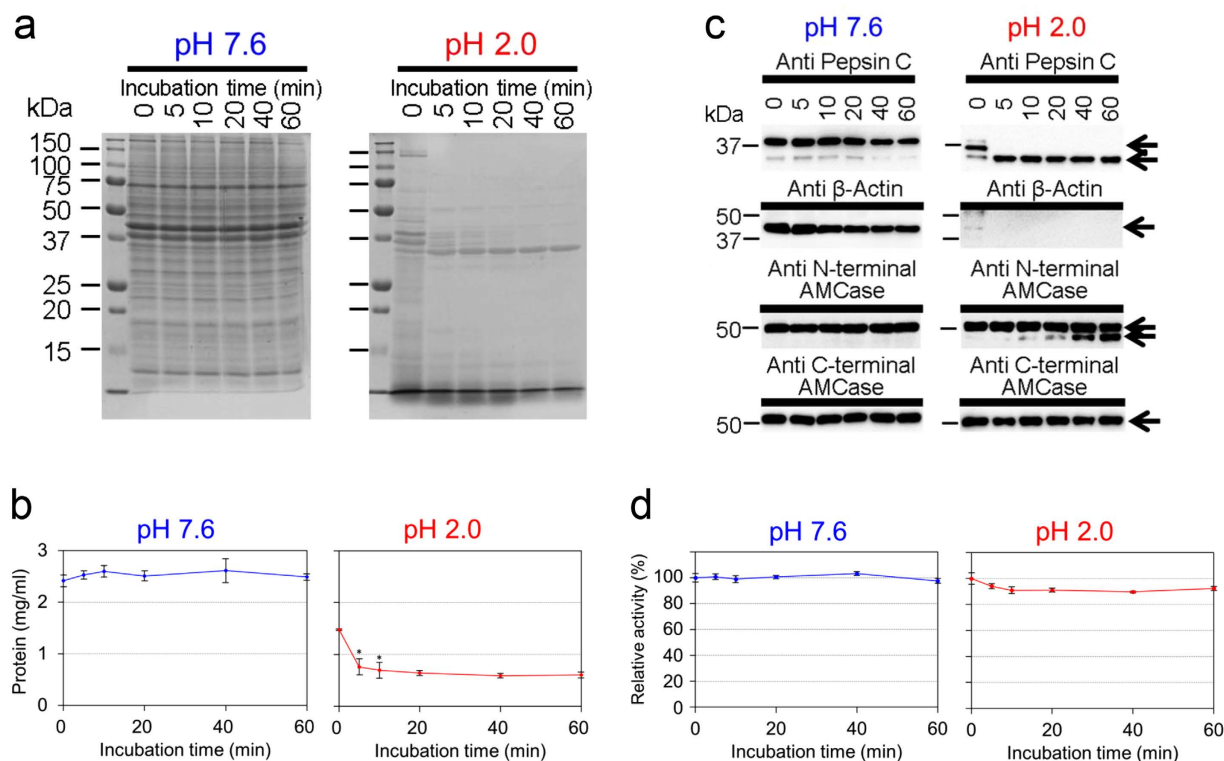 a
pH 7.6
pH 2.0
Incubation time (min)
Incubation time (min)
kDa
0 5 10 20 40 60
0 5 10 20 40 60
150
100
75
50
37
25
20
15
c
pH 7.6
pH 2.0
Anti Pepsin C
Anti Pepsin C
0 5 10 20 40 60
0 5 10 20 40 60
37
Anti β-Actin
Anti β-Actin
50
37
Anti N-terminal
AMCase
Anti N-terminal
AMCase
50
Anti C-terminal
AMCase
Anti C-terminal
AMCase
50
b
pH 7.6
pH 2.0
Protein (mg/ml)
3
2
1
0
* *
0 20 40 60
0 20 40 60
Incubation time (min)
Incubation time (min)
d
pH 7.6
pH 2.0
Relative activity (%)
100
80
60
40
20
0
0 20 40 60
0 20 40 60
Incubation time (min)
Incubation time (min)